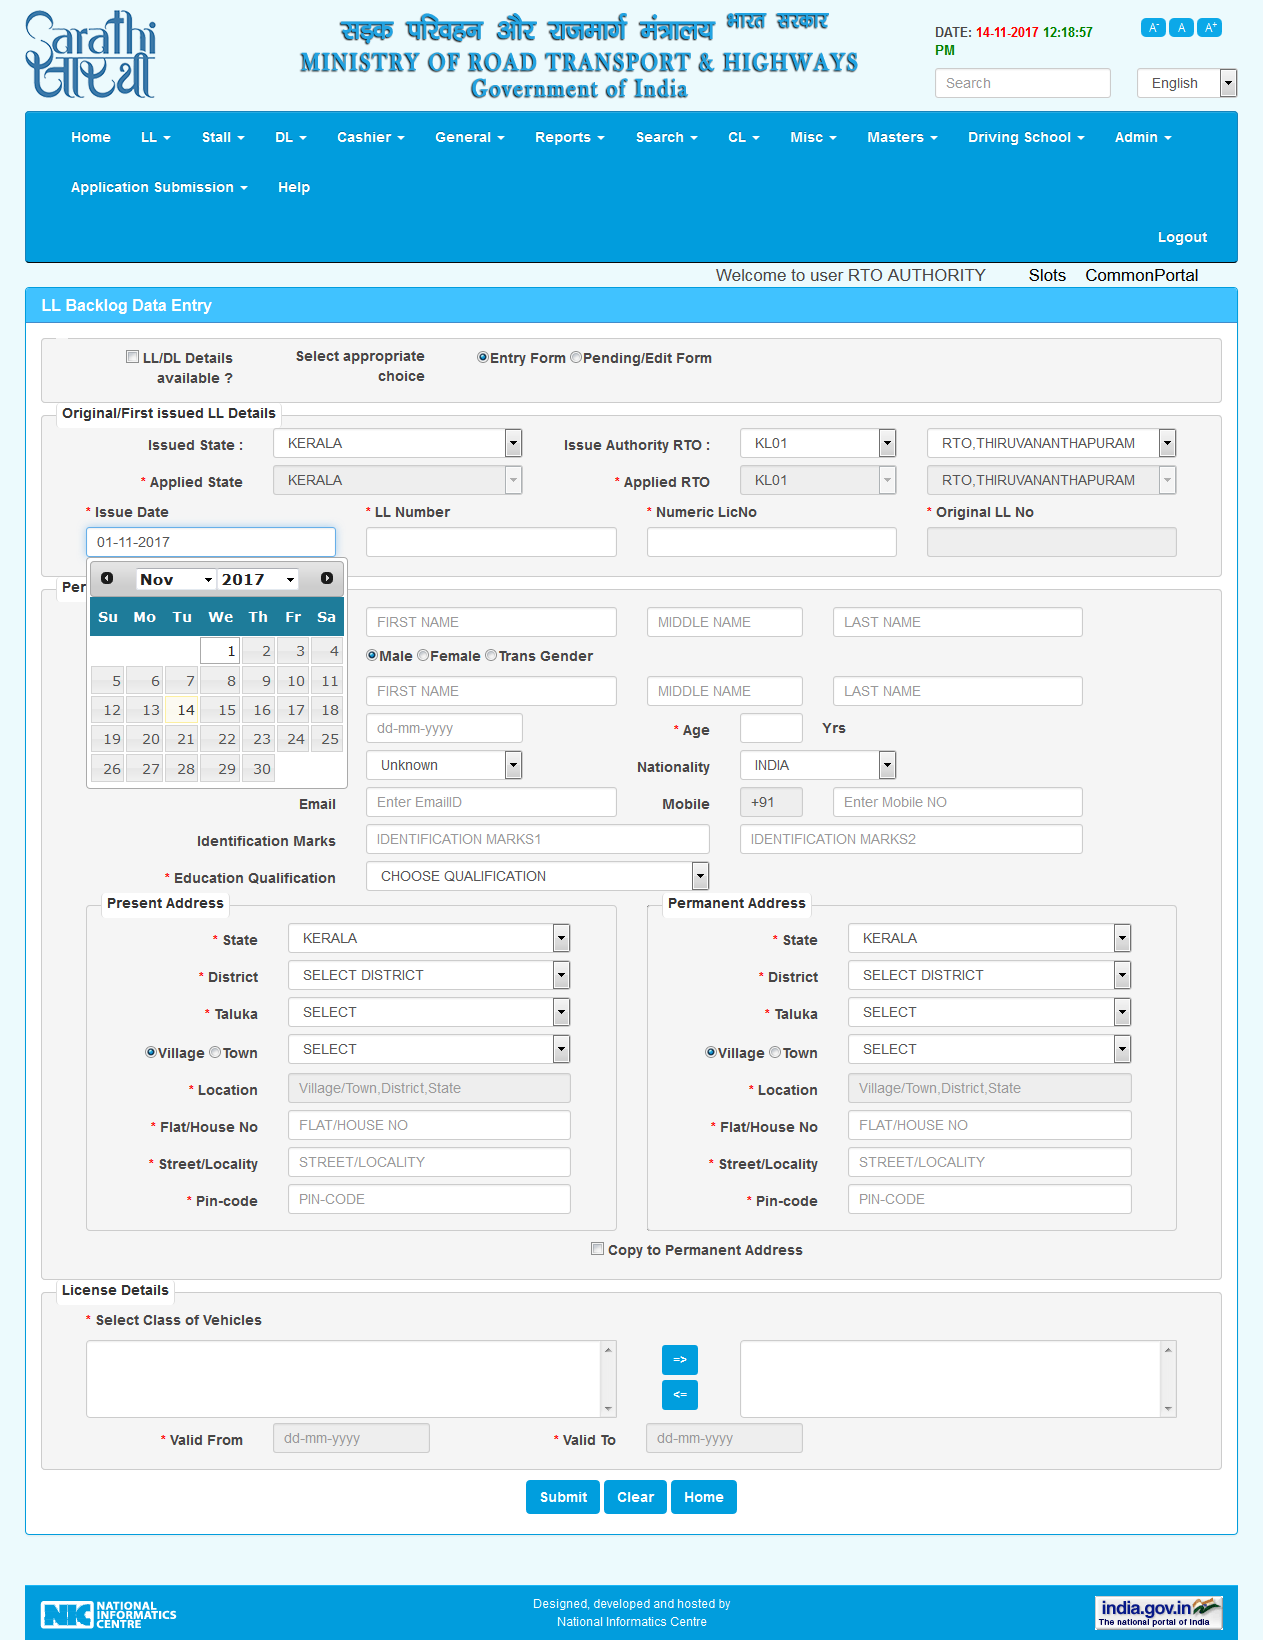 Sarathi
सारथी
सड़क परिवहन और राजमार्ग मंत्रालय भारत सरकार
MINISTRY OF ROAD TRANSPORT & HIGHWAYS
Government of India
DATE: 14-11-2017 12:18:57
PM
A- A A+
Search
English
Home LL Stall DL Cashier General Reports Search CL Misc Masters Driving School Admin
Application Submission Help
Logout
Welcome to user RTO AUTHORITY Slots CommonPortal
LL Backlog Data Entry
LL/DL Details
available ?
Select appropriate
choice
Entry Form Pending/Edit Form
Original/First issued LL Details
Issued State : KERALA Issue Authority RTO : KL01 RTO,THIRUVANANTHAPURAM
* Applied State KERALA * Applied RTO KL01 RTO,THIRUVANANTHAPURAM
* Issue Date * LL Number * Numeric LicNo * Original LL No
01-11-2017
Nov 2017
Su Mo Tu We Th Fr Sa
1 2 3 4
5 6 7 8 9 10 11
12 13 14 15 16 17 18
19 20 21 22 23 24 25
26 27 28 29 30
Per
FIRST NAME MIDDLE NAME LAST NAME
Male Female Trans Gender
FIRST NAME MIDDLE NAME LAST NAME
dd-mm-yyyy * Age Yrs
Unknown Nationality INDIA
Email Enter EmailID Mobile +91 Enter Mobile NO
Identification Marks IDENTIFICATION MARKS1 IDENTIFICATION MARKS2
* Education Qualification CHOOSE QUALIFICATION
Present Address
* State KERALA
* District SELECT DISTRICT
* Taluka SELECT
Village Town SELECT
* Location Village/Town,District,State
* Flat/House No FLAT/HOUSE NO
* Street/Locality STREET/LOCALITY
* Pin-code PIN-CODE
Permanent Address
* State KERALA
* District SELECT DISTRICT
* Taluka SELECT
Village Town SELECT
* Location Village/Town,District,State
* Flat/House No FLAT/HOUSE NO
* Street/Locality STREET/LOCALITY
* Pin-code PIN-CODE
Copy to Permanent Address
License Details
* Select Class of Vehicles
=>
<=
* Valid From dd-mm-yyyy * Valid To dd-mm-yyyy
Submit Clear Home
NIC NATIONAL
INFORMATICS
CENTRE
Designed, developed and hosted by
National Informatics Centre
india.gov.in
The national portal of India